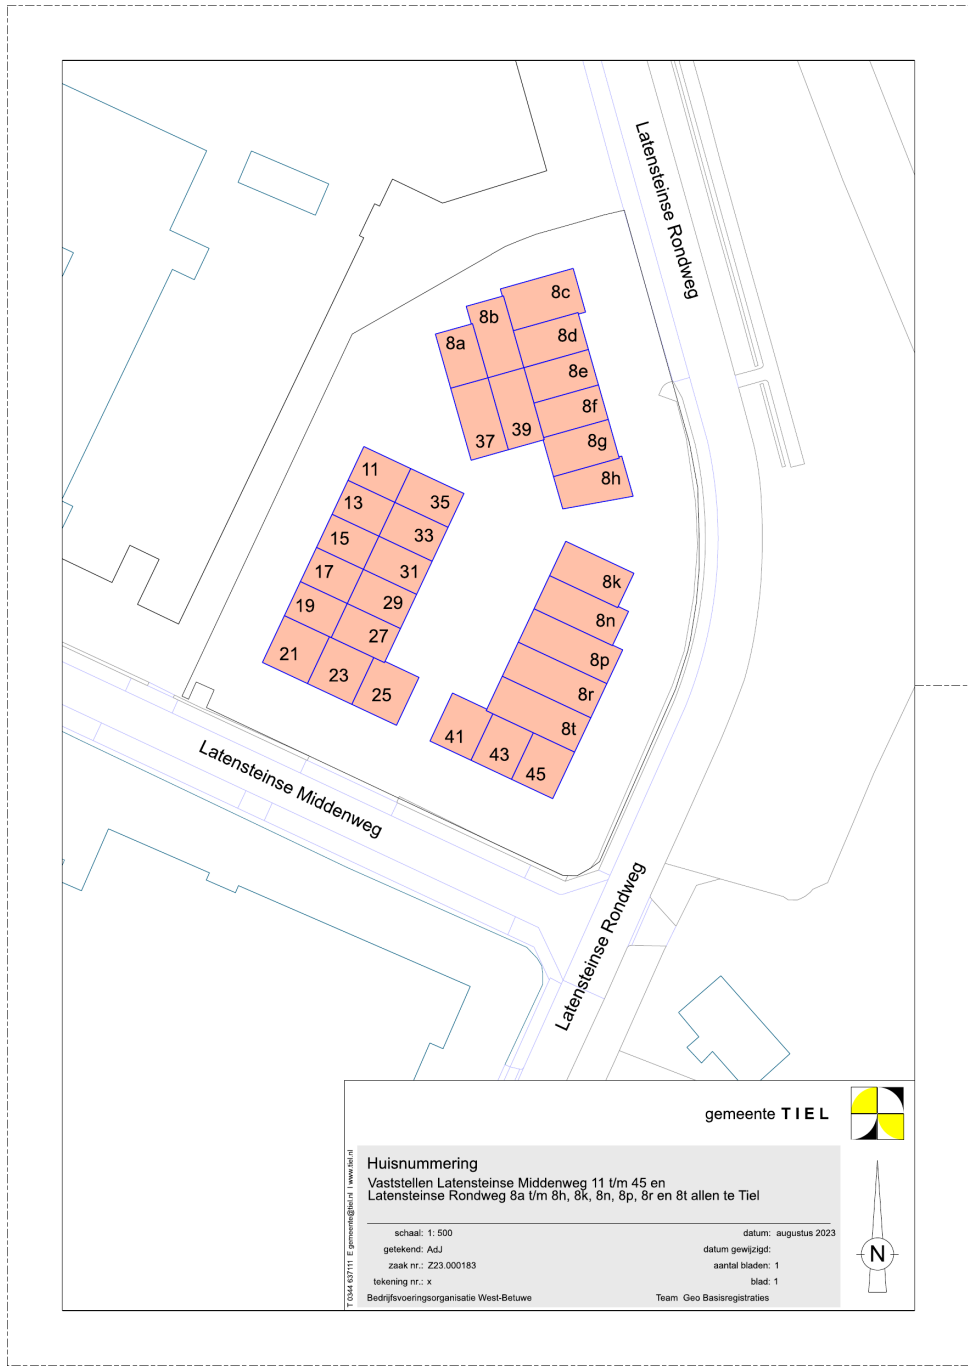 Latensteinse Rondweg
8c
8b
8d
8a
8e
8f
39
37
8g
8h
11
35
13
33
15
31
17
29
19
27
21
23
25
8k
8n
8p
8r
8t
41
43
45
Latensteinse Middenweg
Latensteinse Rondweg
gemeente TIEL
T 0344 637111 E gemeente@tiel.nl I www.tiel.nl
Huisnummering
Vaststellen Latensteinse Middenweg 11 t/m 45 en
Latensteinse Rondweg 8a t/m 8h, 8k, 8n, 8p, 8r en 8t allen te Tiel
schaal: 1: 500
datum: augustus 2023
getekend: AdJ
datum gewijzigd:
zaak nr.: Z23.000183
aantal bladen: 1
tekening nr.: x
blad: 1
Bedrijfsvoeringsorganisatie West-Betuwe
Team Geo Basisregistraties
N